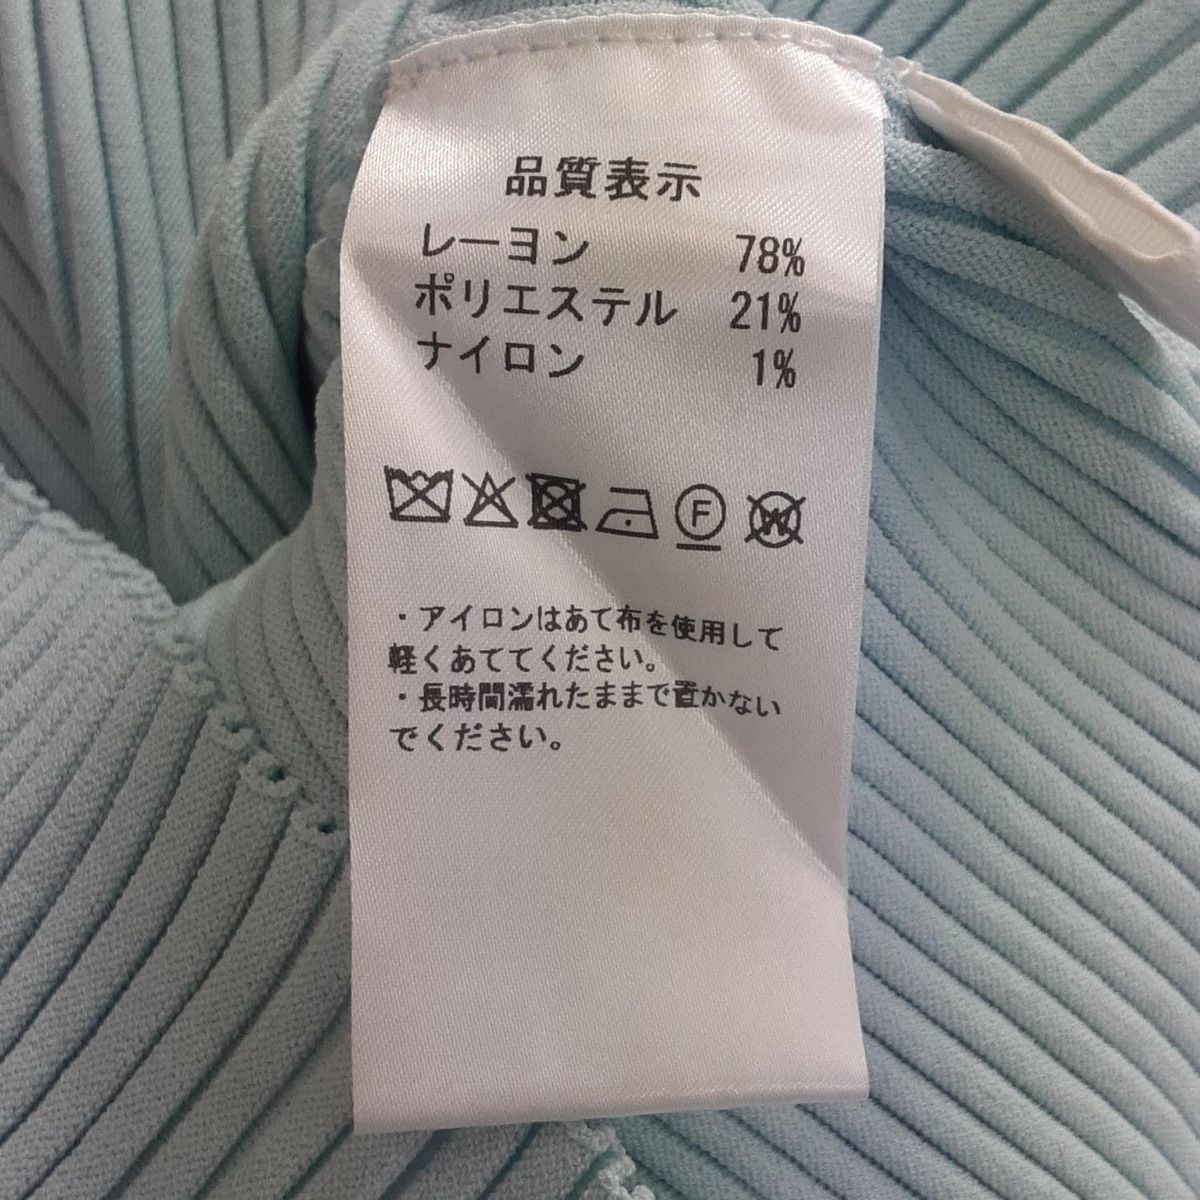 品質表示
レーヨン 78%
ポリエステル 21%
ナイロン 1%
F W
・アイロンはあて布を使用して
軽くあててください。
・長時間濡れたままで置かない
でください。